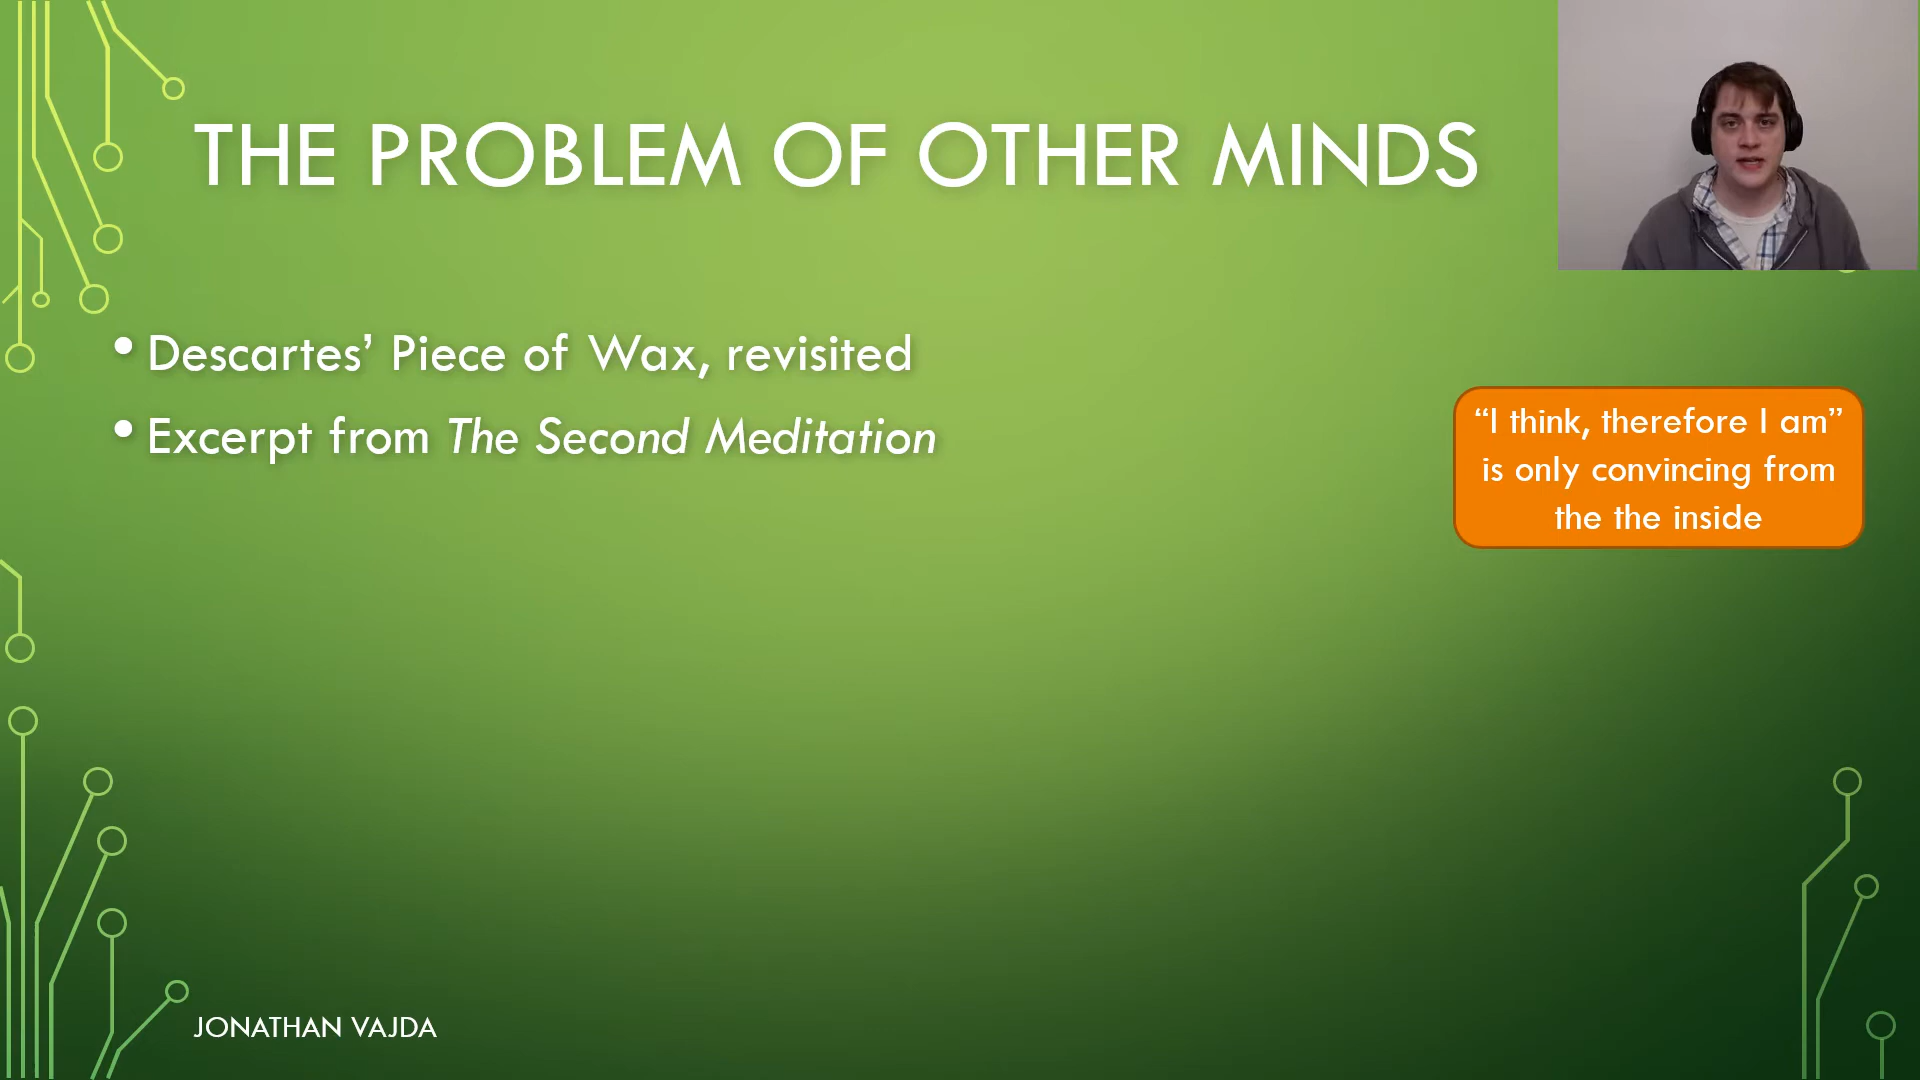 THE PROBLEM OF OTHER MINDS
• Descartes’ Piece of Wax, revisited
• Excerpt from The Second Meditation
“I think, therefore I am”
is only convincing from
the the inside
JONATHAN VAJDA